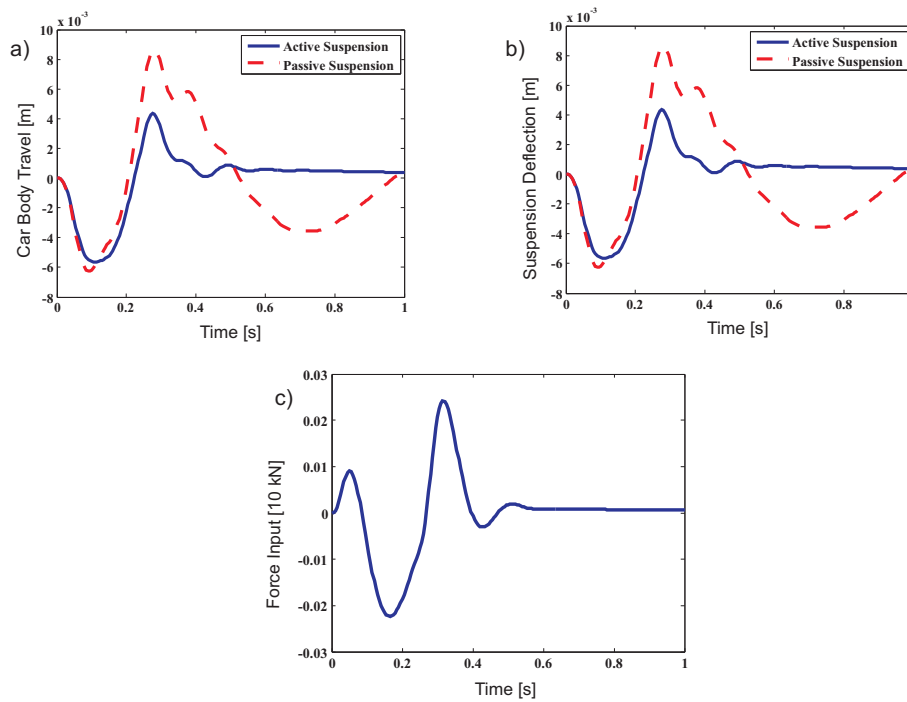 a)
x 10⁻³
10
8
6
4
2
0
-2
-4
-6
-8
Car Body Travel [m]
Active Suspension
Passive Suspension
0
0.2
0.4
0.6
0.8
1
Time [s]
b)
x 10⁻³
10
8
6
4
2
0
-2
-4
-6
-8
Suspension Deflection [m]
Active Suspension
Passive Suspension
0
0.2
0.4
0.6
0.8
Time [s]
c)
0.03
0.02
0.01
0
-0.01
-0.02
-0.03
Force Input [10 kN]
0
0.2
0.4
0.6
0.8
1
Time [s]